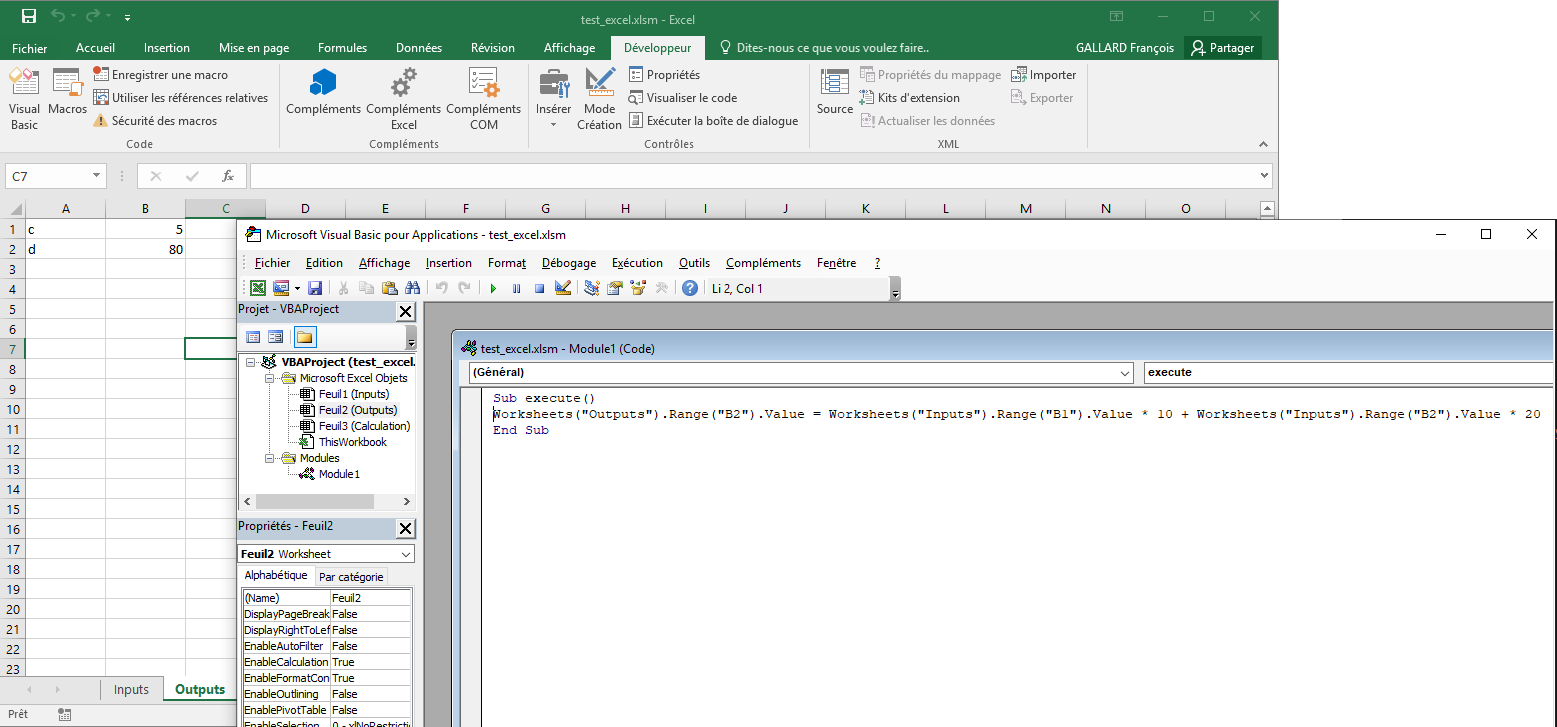 test_excel.xlsm - Excel
Fichier Accueil Insertion Mise en page Formules Données Révision Affichage Développeur Dites-nous ce que vous voulez faire.. GALLARD François Partager
Visual Basic
Macros
Enregistrer une macro
Utiliser les références relatives
Sécurité des macros
Code
Compléments
Compléments Excel
Compléments COM
Compléments
Insérer
Mode Création
Propriétés
Visualiser le code
Exécuter la boîte de dialogue
Contrôles
Source
Propriétés du mappage
Kits d'extension
Actualiser les données
Importer
Exporter
XML
C7 fx
A B C D E F G H I J K L M N O
1 c 5
2 d 80
3
4
5
6
7
8
9
10
11
12
13
14
15
16
17
18
19
20
21
22
23
Inputs Outputs
Prêt
Microsoft Visual Basic pour Applications - test_excel.xlsm
Fichier Edition Affichage Insertion Format Débogage Exécution Outils Compléments Fenêtre ?
Li 2, Col 1
Projet - VBAProject
VBAProject (test_excel.
Microsoft Excel Objets
Feuil1 (Inputs)
Feuil2 (Outputs)
Feuil3 (Calculation)
ThisWorkbook
Modules
Module1
Propriétés - Feuil2
Feuil2 Worksheet
Alphabétique Par catégorie
(Name) Feuil2
DisplayPageBreak False
DisplayRightToLef False
EnableAutoFilter False
EnableCalculation True
EnableFormatCon True
EnableOutlining False
EnablePivotTable False
EnableSelection 0 - xlNoRestricti
test_excel.xlsm - Module1 (Code)
(Général) execute
Sub execute()
Worksheets("Outputs").Range("B2").Value = Worksheets("Inputs").Range("B1").Value * 10 + Worksheets("Inputs").Range("B2").Value * 20
End Sub